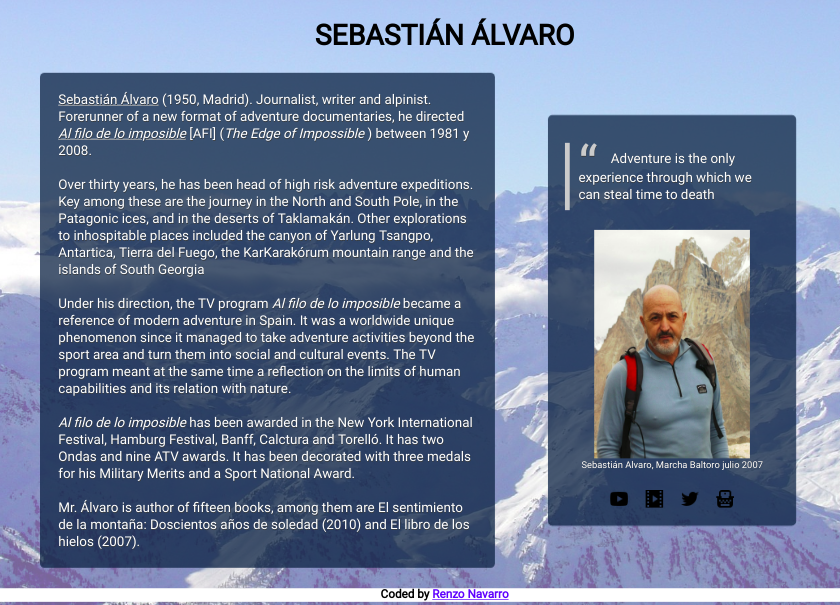 SEBASTIÁN ÁLVARO
Sebastián Álvaro (1950, Madrid). Journalist, writer and alpinist.
Forerunner of a new format of adventure documentaries, he directed
Al filo de lo imposible [AFI] (The Edge of Impossible ) between 1981 y
2008.
Over thirty years, he has been head of high risk adventure expeditions.
Key among these are the journey in the North and South Pole, in the
Patagonic ices, and in the deserts of Taklamakán. Other explorations
to inhospitable places included the canyon of Yarlung Tsangpo,
Antartica, Tierra del Fuego, the KarKarakórum mountain range and the
islands of South Georgia
Under his direction, the TV program Al filo de lo imposible became a
reference of modern adventure in Spain. It was a worldwide unique
phenomenon since it managed to take adventure activities beyond the
sport area and turn them into social and cultural events. The TV
program meant at the same time a reflection on the limits of human
capabilities and its relation with nature.
Al filo de lo imposible has been awarded in the New York International
Festival, Hamburg Festival, Banff, Calctura and Torelló. It has two
Ondas and nine ATV awards. It has been decorated with three medals
for his Military Merits and a Sport National Award.
Mr. Álvaro is author of fifteen books, among them are El sentimiento
de la montaña: Doscientos años de soledad (2010) and El libro de los
hielos (2007).
“ Adventure is the only
experience through which we
can steal time to death
Sebastián Alvaro, Marcha Baltoro julio 2007
Coded by Renzo Navarro